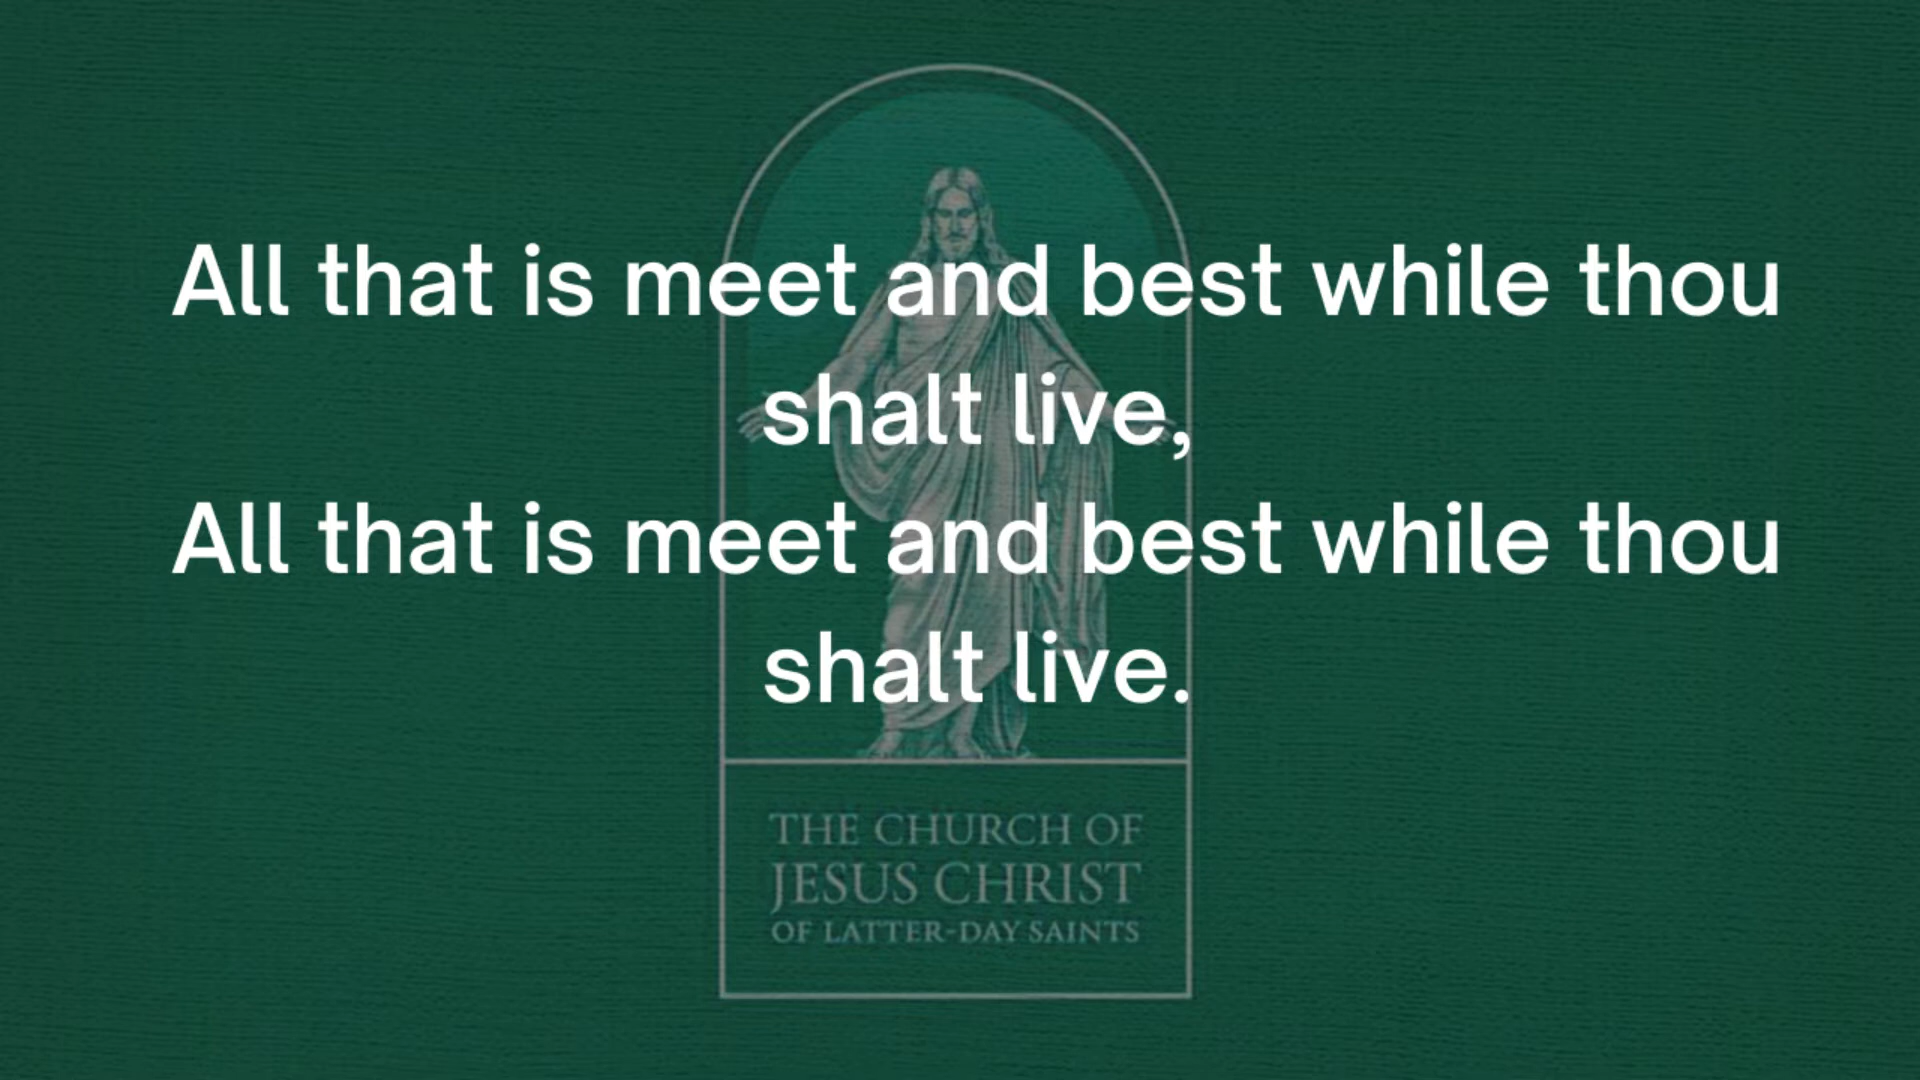 All that is meet and best while thou
shalt live,
All that is meet and best while thou
shalt live.
THE CHURCH OF
JESUS CHRIST
OF LATTER-DAY SAINTS